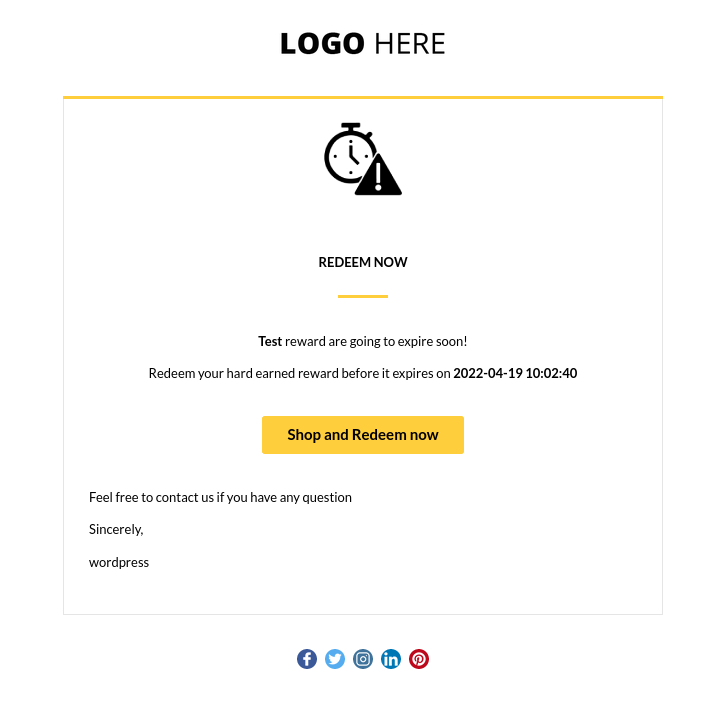 LOGO HERE
REDEEM NOW
Test reward are going to expire soon!
Redeem your hard earned reward before it expires on 2022-04-19 10:02:40
Shop and Redeem now
Feel free to contact us if you have any question
Sincerely,
wordpress